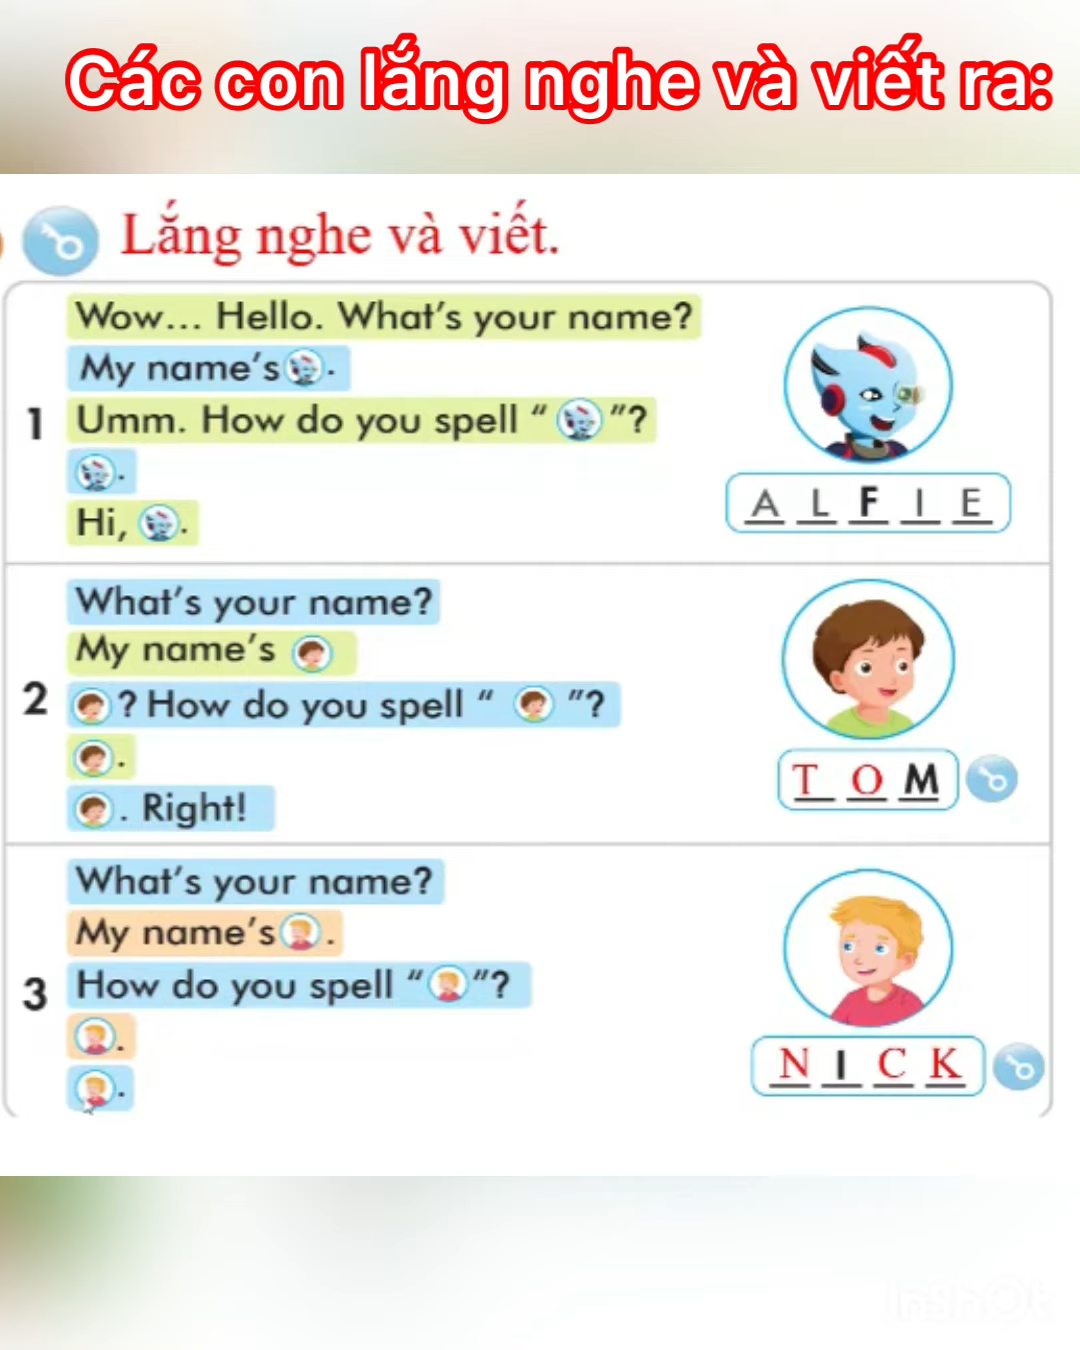 Các con lắng nghe và viết ra:
Lắng nghe và viết.
1
Wow... Hello. What's your name?
My name's .
Umm. How do you spell " "?
.
Hi, .
A L F I E
2
What's your name?
My name's
? How do you spell " "?
.
. Right!
T O M
3
What's your name?
My name's .
How do you spell " "?
.
.
N I C K